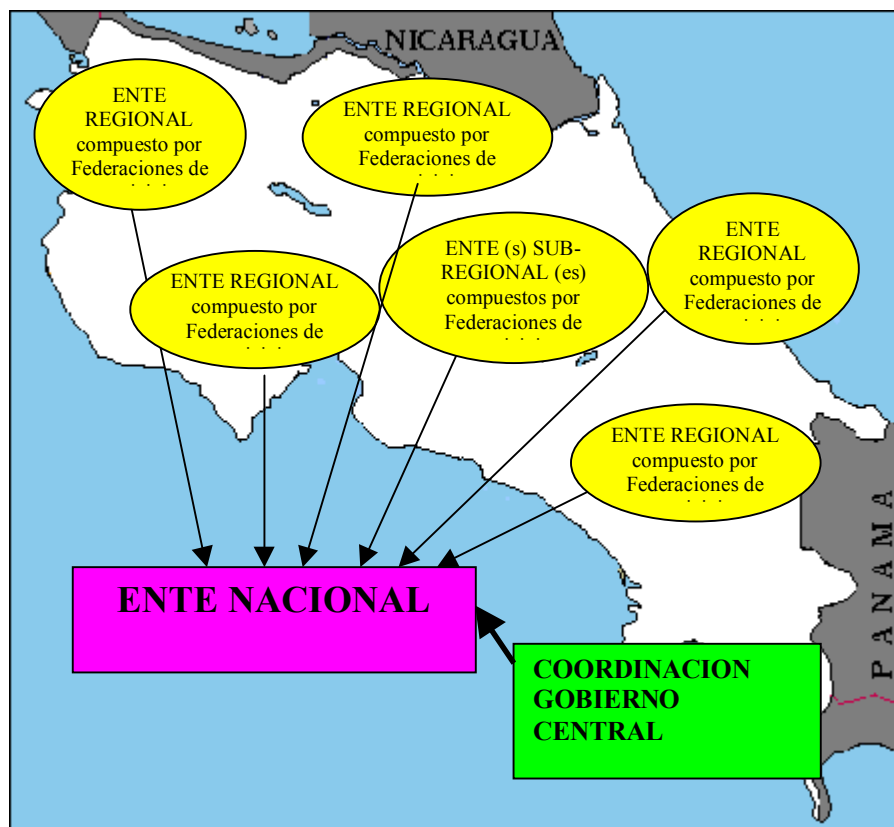 NICARAGUA
ENTE
REGIONAL
compuesto por
Federaciones de
ENTE REGIONAL
compuesto por
Federaciones de
ENTE REGIONAL
compuesto por
Federaciones de
ENTE (s) SUB-
REGIONAL (es)
compuestos por
Federaciones de
ENTE
REGIONAL
compuesto por
Federaciones de
ENTE REGIONAL
compuesto por
Federaciones de
ENTE NACIONAL
COORDINACION
GOBIERNO
CENTRAL
PANAMA